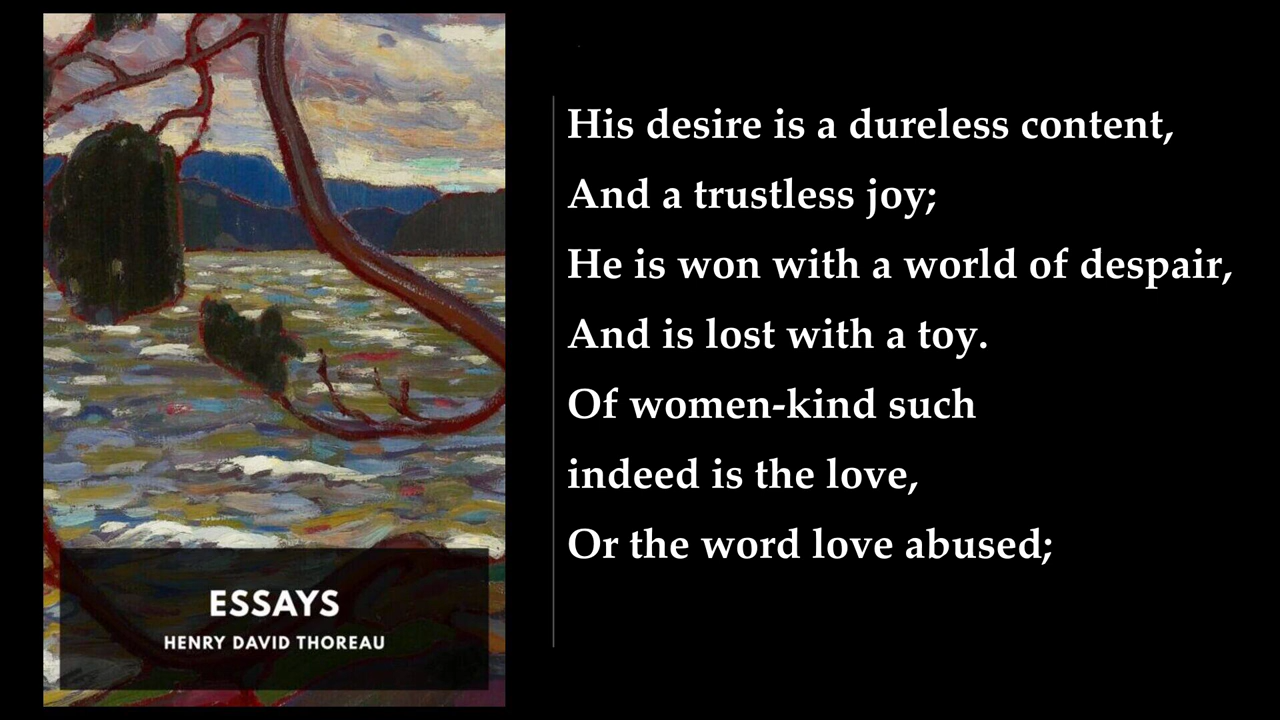 ESSAYS
HENRY DAVID THOREAU
His desire is a dureless content,
And a trustless joy;
He is won with a world of despair,
And is lost with a toy.
Of women-kind such
indeed is the love,
Or the word love abused;